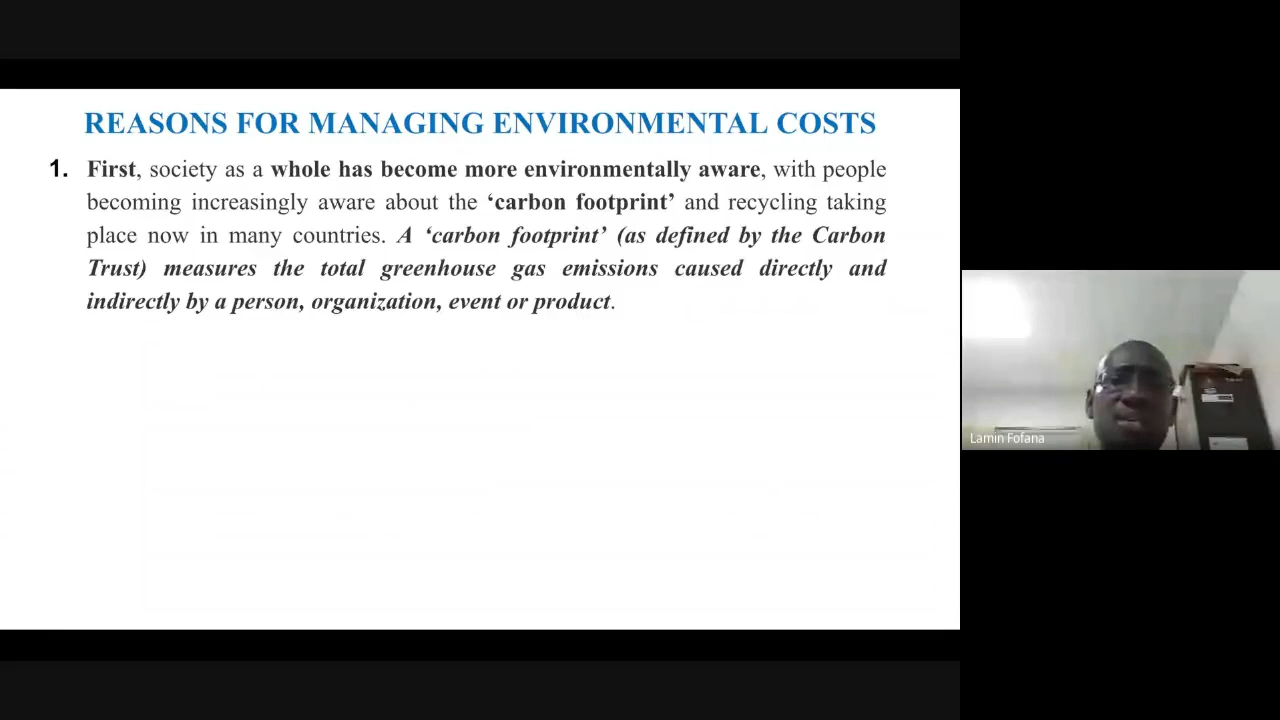 REASONS FOR MANAGING ENVIRONMENTAL COSTS
1. First, society as a whole has become more environmentally aware, with people
becoming increasingly aware about the ‘carbon footprint’ and recycling taking
place now in many countries. A ‘carbon footprint’ (as defined by the Carbon
Trust) measures the total greenhouse gas emissions caused directly and
indirectly by a person, organization, event or product.
Lamin Fofana